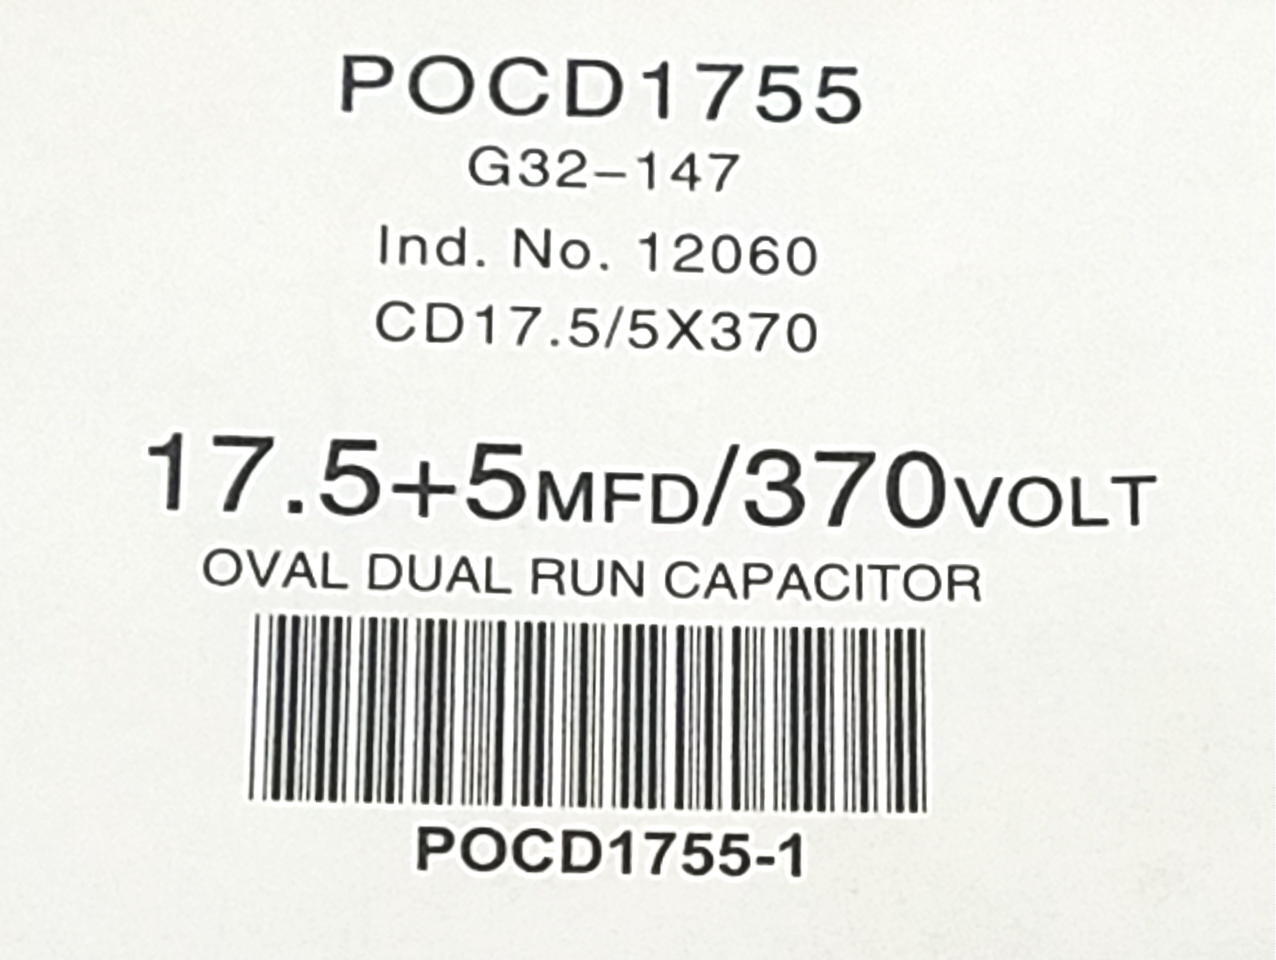 POCD1755
G32-147
Ind. No. 12060
CD17.5/5X370
17.5+5MFD/370VOLT
OVAL DUAL RUN CAPACITOR
POCD1755-1